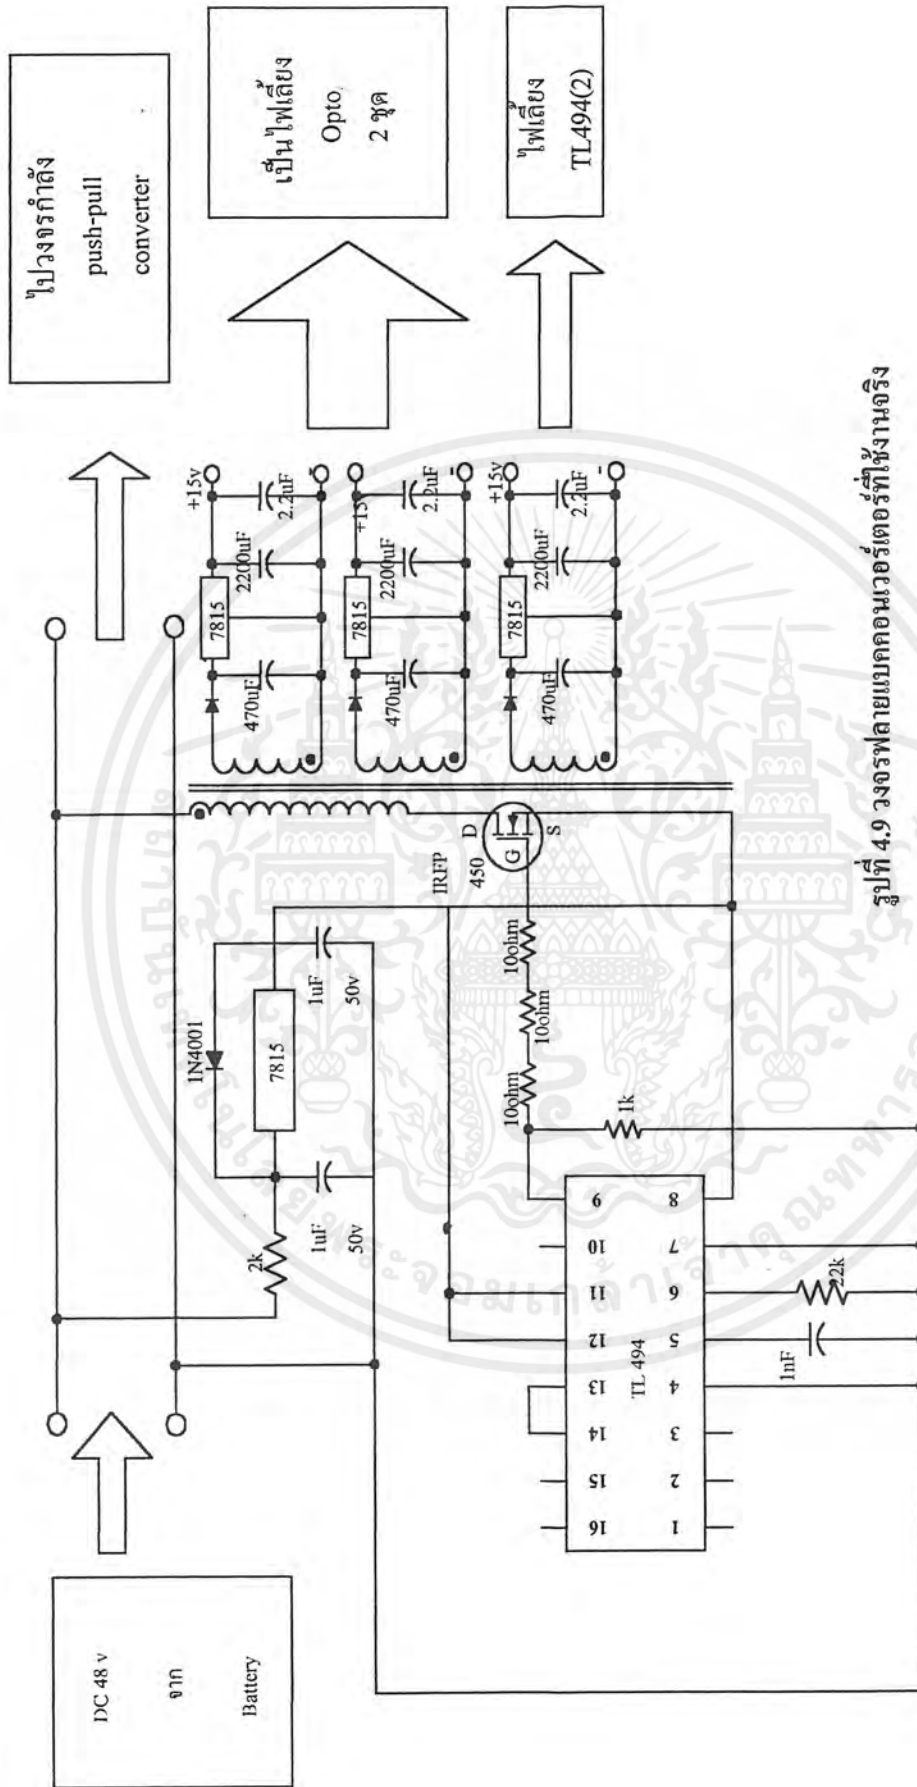 DC 48 v
จาก
Battery
ไปวงจรกำลัง
push-pull
converter
เป็นไฟเลี้ยง
Opto
2 ชุด
ไฟเลี้ยง
TL494(2)
1N4001
2k
7815
1uF
50v
1uF
50v
470uF
7815
2200uF
+15v
2.2uF
-
470uF
7815
2200uF
+15v
2.2uF
-
470uF
7815
2200uF
+15v
2.2uF
-
IRFP
450
D
G
S
10ohm
10ohm
10ohm
1k
16
15
14
13
12
11
10
9
TL 494
1
2
3
4
5
6
7
8
1nF
22k
รูปที่ 4.9 วงจรฟลายแบคคอนเวอร์เตอร์ที่ใช้งานจริง